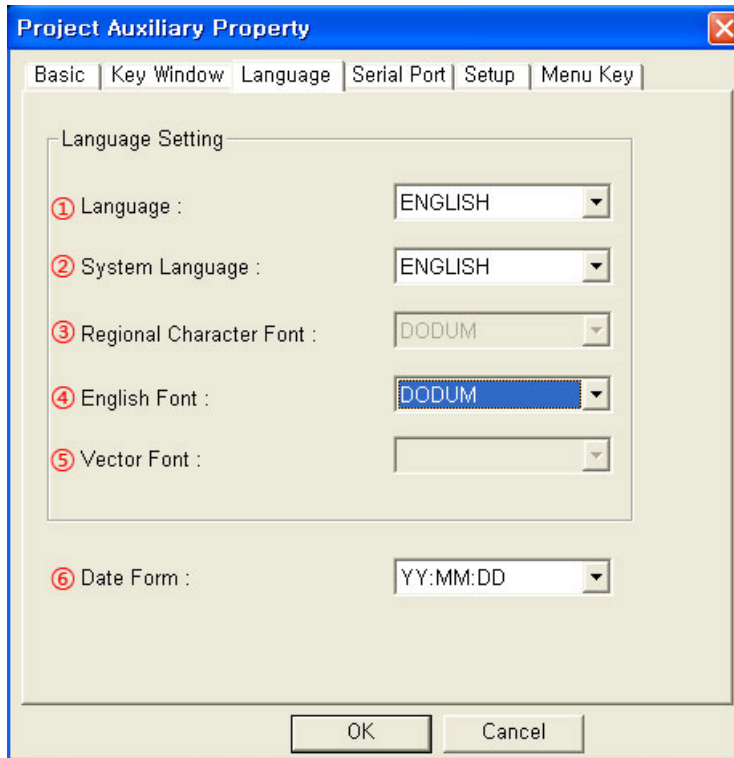 Project Auxiliary Property
Basic Key Window Language Serial Port Setup Menu Key
Language Setting
① Language : ENGLISH
② System Language : ENGLISH
③ Regional Character Font : DODUM
④ English Font : DODUM
⑤ Vector Font :
⑥ Date Form : YY:MM:DD
OK Cancel